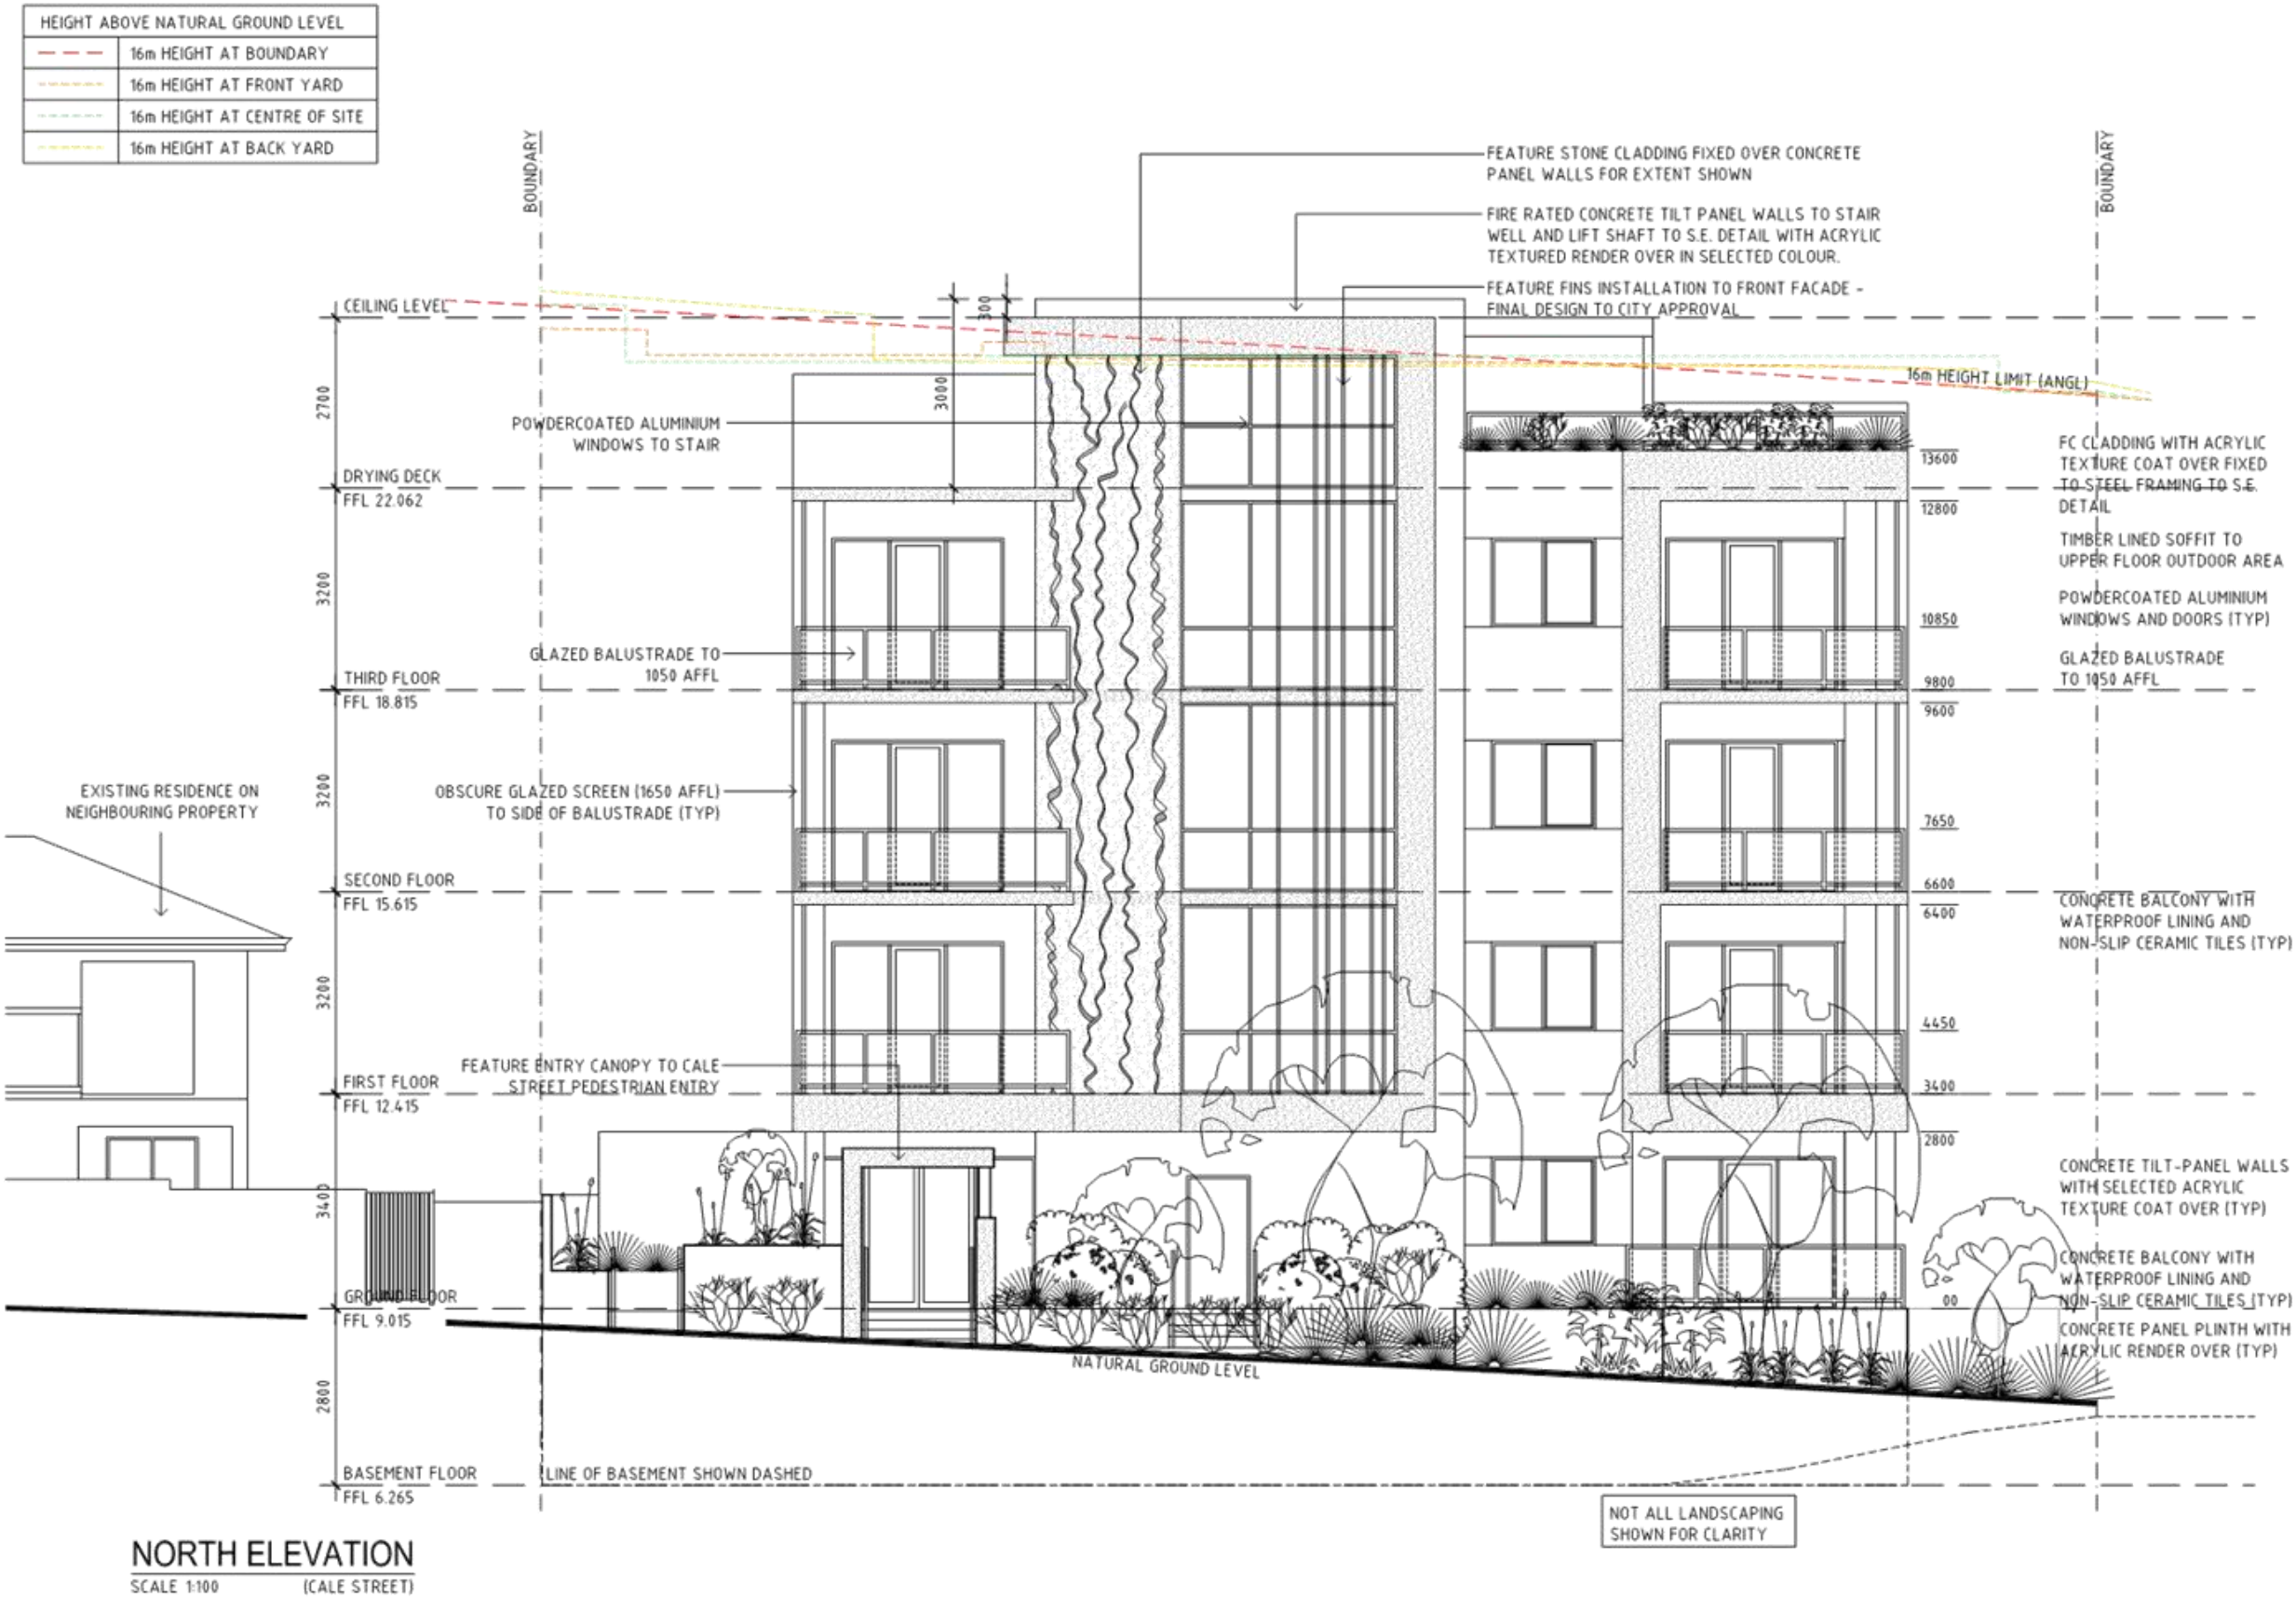 HEIGHT ABOVE NATURAL GROUND LEVEL
16m HEIGHT AT BOUNDARY
16m HEIGHT AT FRONT YARD
16m HEIGHT AT CENTRE OF SITE
16m HEIGHT AT BACK YARD
BOUNDARY
BOUNDARY
FEATURE STONE CLADDING FIXED OVER CONCRETE
PANEL WALLS FOR EXTENT SHOWN
FIRE RATED CONCRETE TILT PANEL WALLS TO STAIR
WELL AND LIFT SHAFT TO S.E. DETAIL WITH ACRYLIC
TEXTURED RENDER OVER IN SELECTED COLOUR.
FEATURE FINS INSTALLATION TO FRONT FACADE -
FINAL DESIGN TO CITY APPROVAL
CEILING LEVEL
300
3000
2700
16m HEIGHT LIMIT (ANGL)
POWDERCOATED ALUMINIUM
WINDOWS TO STAIR
DRYING DECK
FFL 22.062
13600
12800
FC CLADDING WITH ACRYLIC
TEXTURE COAT OVER FIXED
TO STEEL FRAMING TO S.E.
DETAIL
TIMBER LINED SOFFIT TO
UPPER FLOOR OUTDOOR AREA
POWDERCOATED ALUMINIUM
WINDOWS AND DOORS (TYP)
GLAZED BALUSTRADE
TO 1050 AFFL
3200
10850
GLAZED BALUSTRADE TO
1050 AFFL
THIRD FLOOR
FFL 18.815
9800
9600
3200
EXISTING RESIDENCE ON
NEIGHBOURING PROPERTY
OBSCURE GLAZED SCREEN (1650 AFFL)
TO SIDE OF BALUSTRADE (TYP)
7650
SECOND FLOOR
FFL 15.615
6600
6400
CONCRETE BALCONY WITH
WATERPROOF LINING AND
NON-SLIP CERAMIC TILES (TYP)
3200
4450
FEATURE ENTRY CANOPY TO CALE
STREET PEDESTRIAN ENTRY
FIRST FLOOR
FFL 12.415
3400
2800
CONCRETE TILT-PANEL WALLS
WITH SELECTED ACRYLIC
TEXTURE COAT OVER (TYP)
3400
CONCRETE BALCONY WITH
WATERPROOF LINING AND
NON-SLIP CERAMIC TILES (TYP)
GROUND FLOOR
FFL 9.015
00
CONCRETE PANEL PLINTH WITH
ACRYLIC RENDER OVER (TYP)
NATURAL GROUND LEVEL
2800
BASEMENT FLOOR
FFL 6.265
LINE OF BASEMENT SHOWN DASHED
NOT ALL LANDSCAPING
SHOWN FOR CLARITY
NORTH ELEVATION
SCALE 1:100 (CALE STREET)